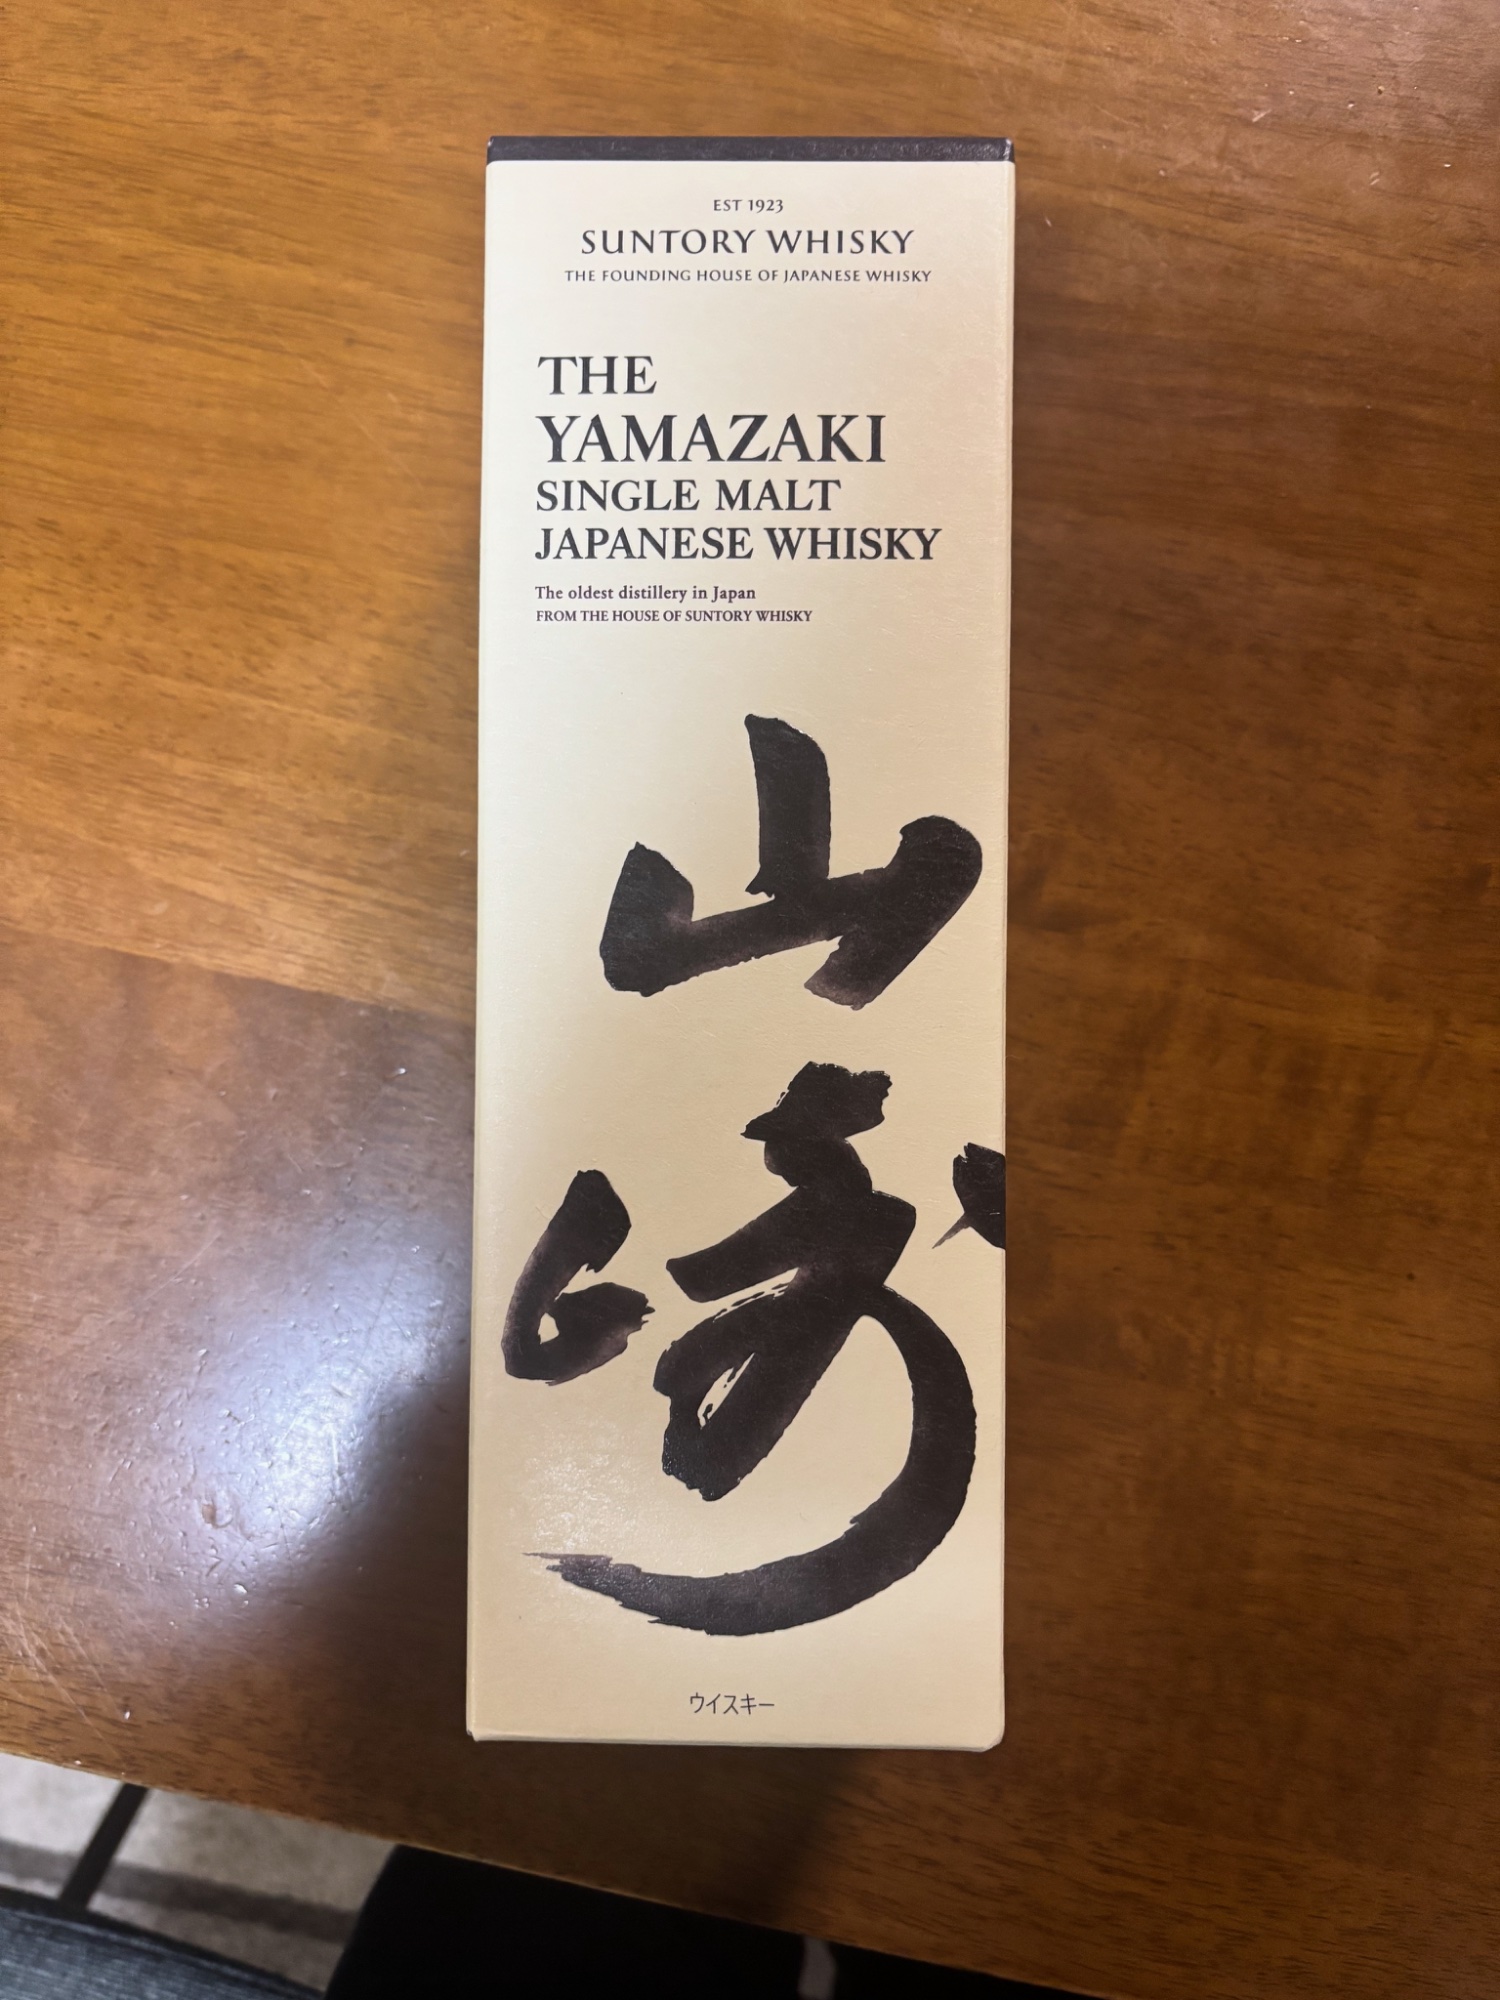 EST 1923
SUNTORY WHISKY
THE FOUNDING HOUSE OF JAPANESE WHISKY
THE
YAMAZAKI
SINGLE MALT
JAPANESE WHISKY
The oldest distillery in Japan
FROM THE HOUSE OF SUNTORY WHISKY
山
崎
ウイスキー